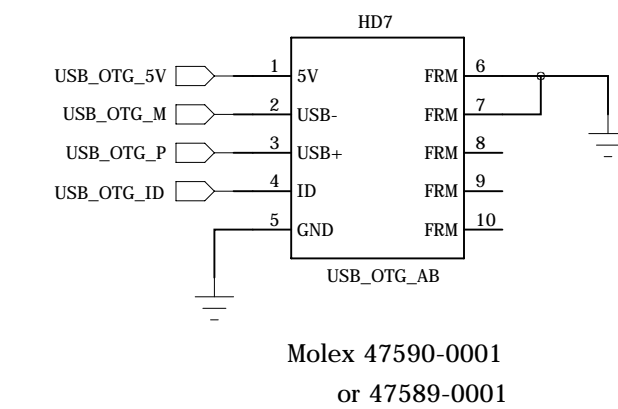 HD7
USB_OTG_5V 1 5V FRM 6
USB_OTG_M 2 USB- FRM 7
USB_OTG_P 3 USB+ FRM 8
USB_OTG_ID 4 ID FRM 9
5 GND FRM 10
USB_OTG_AB
Molex 47590-0001
or 47589-0001